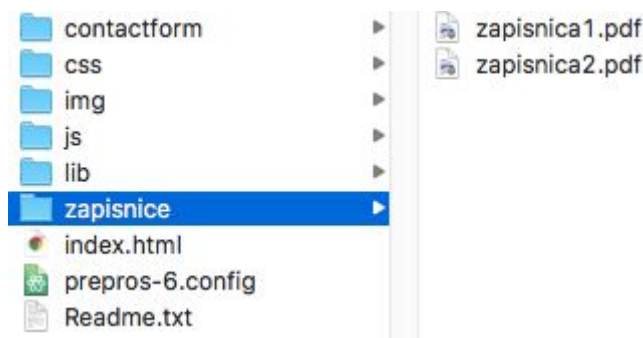 contactform
css
img
js
lib
zapisnice
index.html
prepros-6.config
Readme.txt
zapisnica1.pdf
zapisnica2.pdf